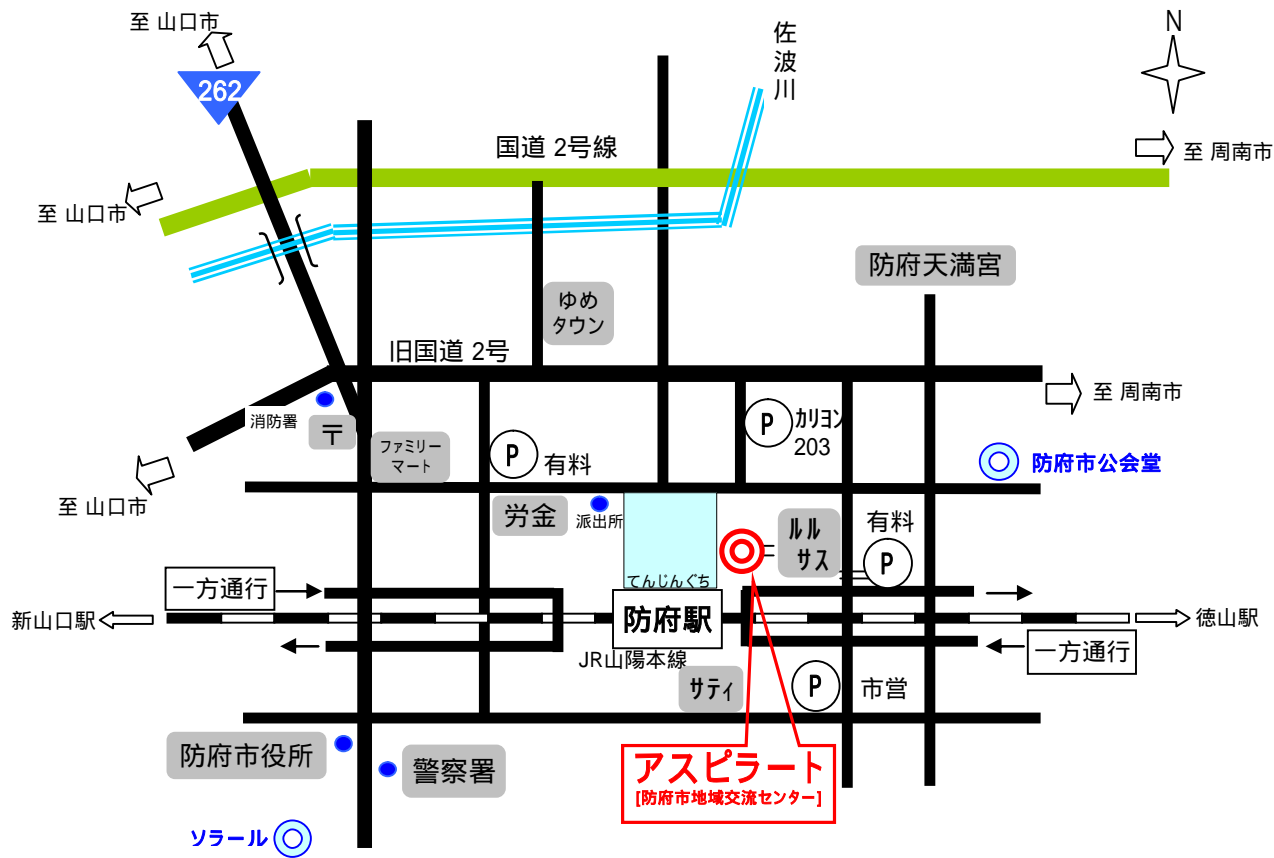 至 山口市
262
佐波川
N
国道 2号線
至 周南市
至 山口市
防府天満宮
ゆめ
タウン
旧国道 2号
至 周南市
消防署
〒
ファミリー
マート
P
有料
P
カリヨン
203
防府市公会堂
至 山口市
労金
派出所
ルル
サス
有料
P
てんじんぐち
一方通行
新山口駅
防府駅
徳山駅
JR山陽本線
一方通行
サティ
P
市営
防府市役所
警察署
アスピラート
[防府市地域交流センター]
ソラール